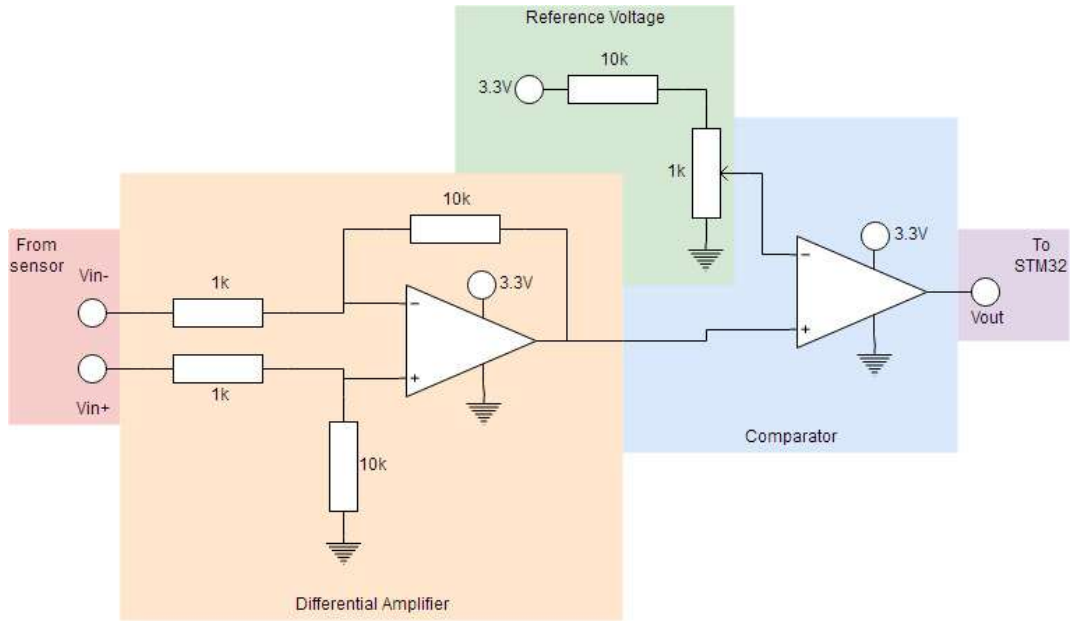 Reference Voltage
10k
3.3V
1k
From
sensor
Vin-
1k
Vin+
1k
10k
3.3V
-
+
10k
Differential Amplifier
3.3V
-
+
Comparator
To
STM32
Vout